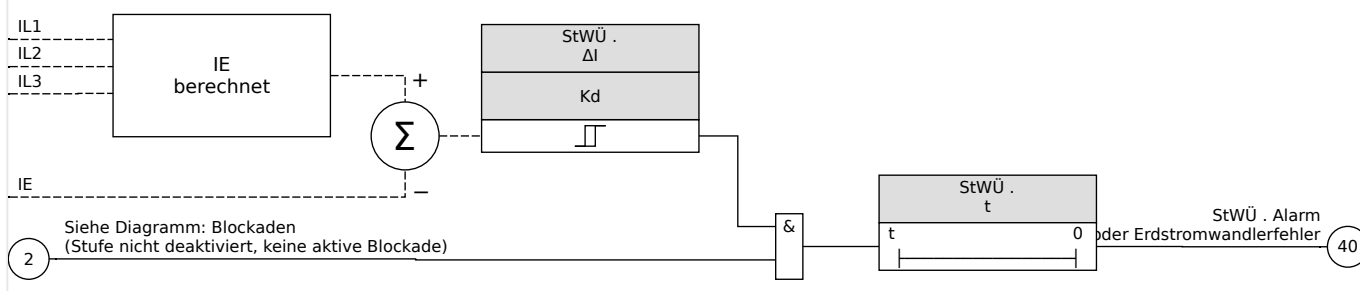 IL1
IL2
IL3
IE
berechnet
+
Σ
−
StWÜ .
ΔI
Kd
IE
Siehe Diagramm: Blockaden
(Stufe nicht deaktiviert, keine aktive Blockade)
2
&
StWÜ .
t
t 0
StWÜ . Alarm
oder Erdstromwandlerfehler
40